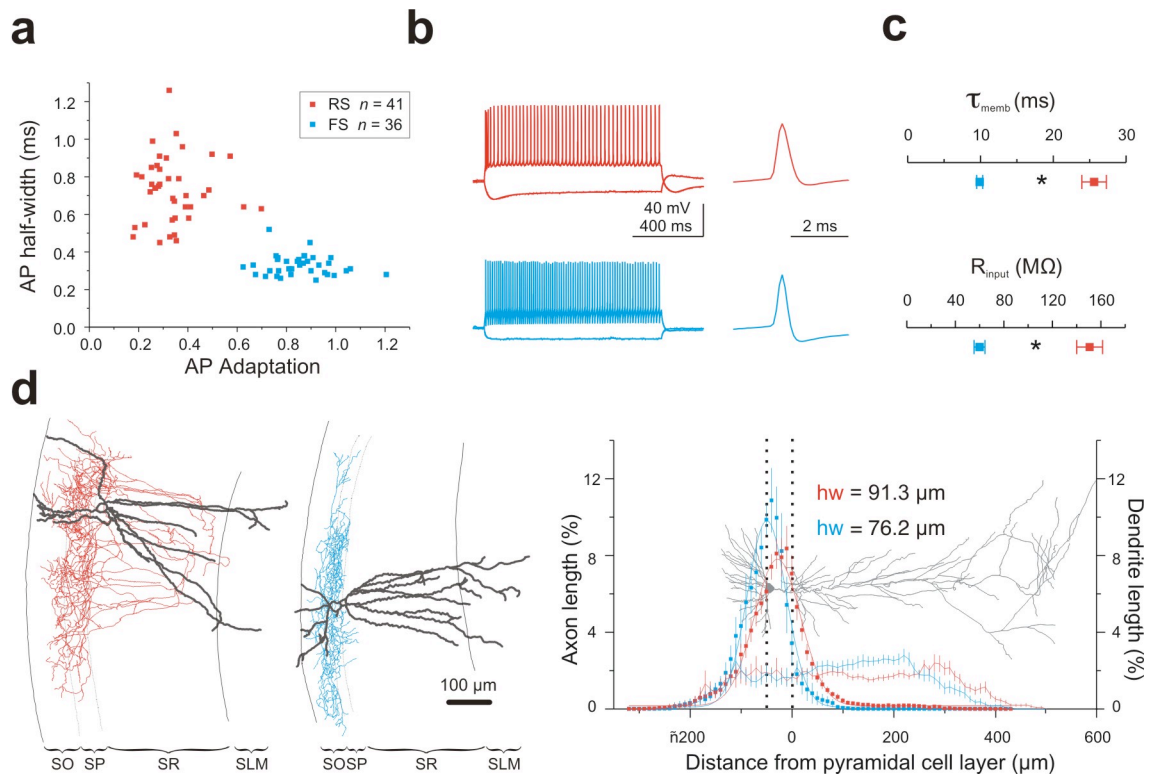 a
AP half-width (ms)
1.2
1.0
0.8
0.6
0.4
0.2
0.0
0.0 0.2 0.4 0.6 0.8 1.0 1.2
AP Adaptation
RS n = 41
FS n = 36
b
40 mV
400 ms
2 ms
c
τmemb (ms)
0 10 20 30
*
Rinput (MΩ)
0 40 80 120 160
*
d
100 µm
SO SP SR SLM
SO SP SR SLM
Axon length (%)
12
8
4
0
hw = 91.3 µm
hw = 76.2 µm
12
8
4
0
Dendrite length (%)
ñ200 0 200 400 600
Distance from pyramidal cell layer (µm)